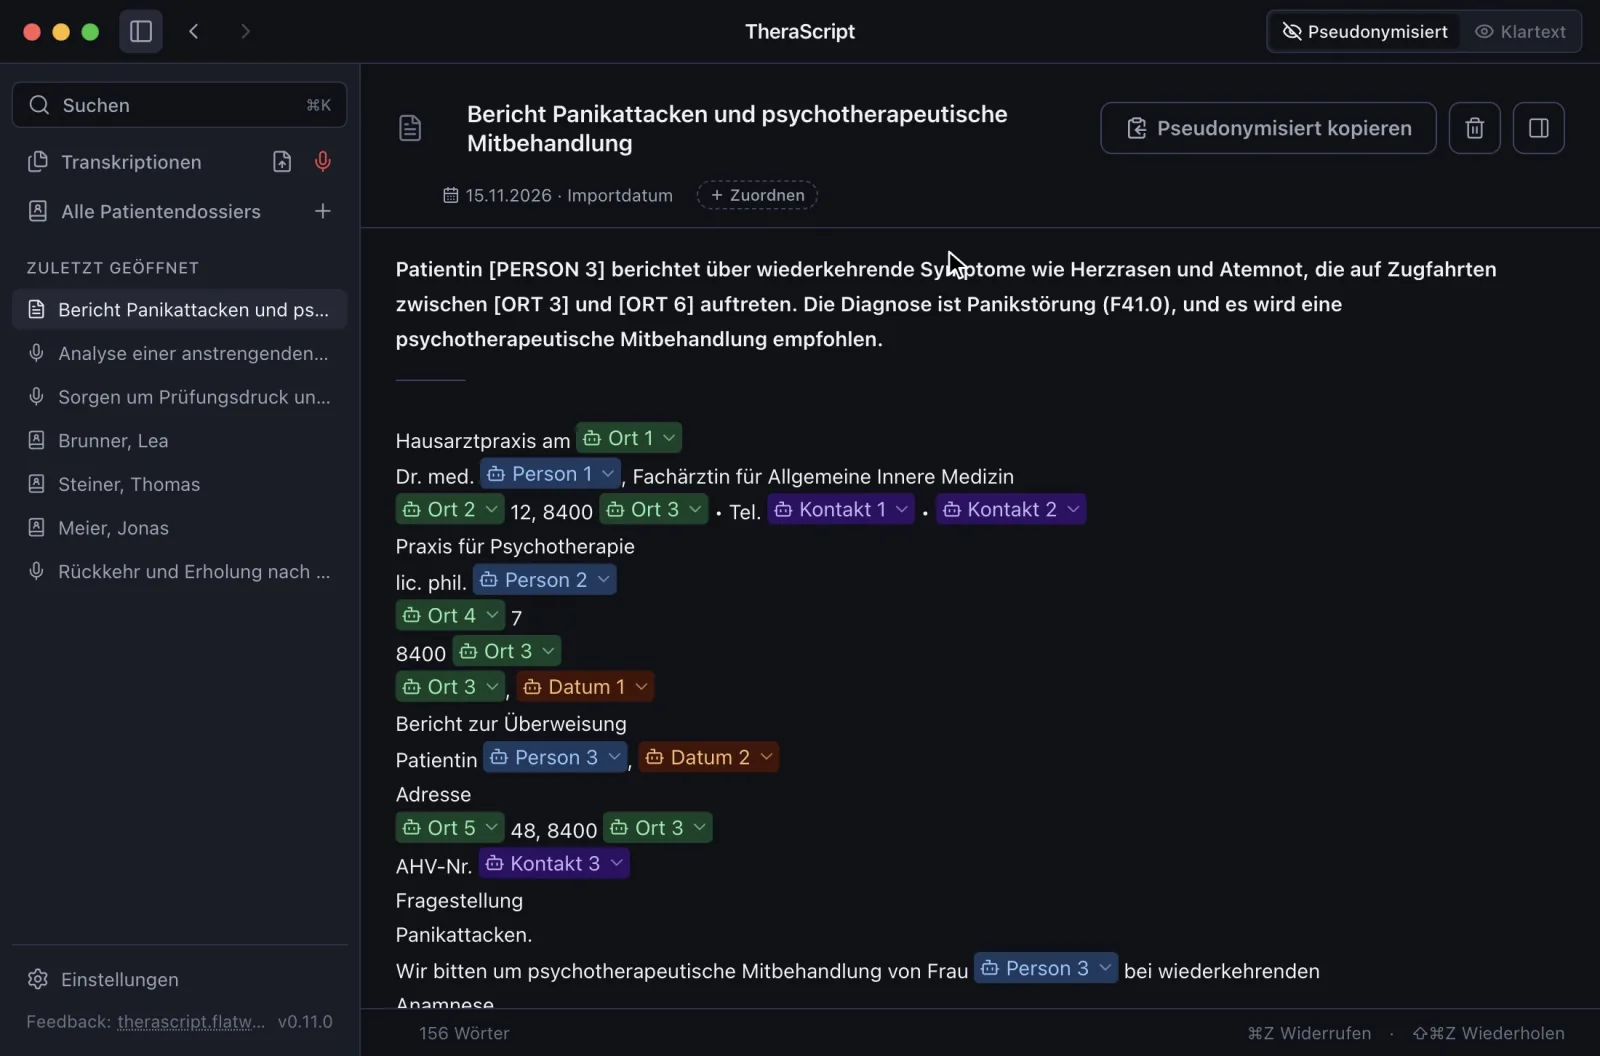 TheraScript
Pseudonymisiert
Klartext
Suchen ⌘K
Transkriptionen
Alle Patientendossiers
ZULETZT GEÖFFNET
Bericht Panikattacken und ps...
Analyse einer anstrengenden...
Sorgen um Prüfungsdruck un...
Brunner, Lea
Steiner, Thomas
Meier, Jonas
Rückkehr und Erholung nach ...
Einstellungen
Feedback: therascript.flatw... v0.11.0
Bericht Panikattacken und psychotherapeutische
Mitbehandlung
Pseudonymisiert kopieren
15.11.2026 · Importdatum
+ Zuordnen
Patientin [PERSON 3] berichtet über wiederkehrende Symptome wie Herzrasen und Atemnot, die auf Zugfahrten
zwischen [ORT 3] und [ORT 6] auftreten. Die Diagnose ist Panikstörung (F41.0), und es wird eine
psychotherapeutische Mitbehandlung empfohlen.
Hausarztpraxis am Ort 1
Dr. med. Person 1, Fachärztin für Allgemeine Innere Medizin
Ort 2 12, 8400 Ort 3 • Tel. Kontakt 1 • Kontakt 2
Praxis für Psychotherapie
lic. phil. Person 2
Ort 4 7
8400 Ort 3
Ort 3, Datum 1
Bericht zur Überweisung
Patientin Person 3, Datum 2
Adresse
Ort 5 48, 8400 Ort 3
AHV-Nr. Kontakt 3
Fragestellung
Panikattacken.
Wir bitten um psychotherapeutische Mitbehandlung von Frau Person 3 bei wiederkehrenden
Anamnese
156 Wörter
⌘Z Widerrufen · ⇧⌘Z Wiederholen